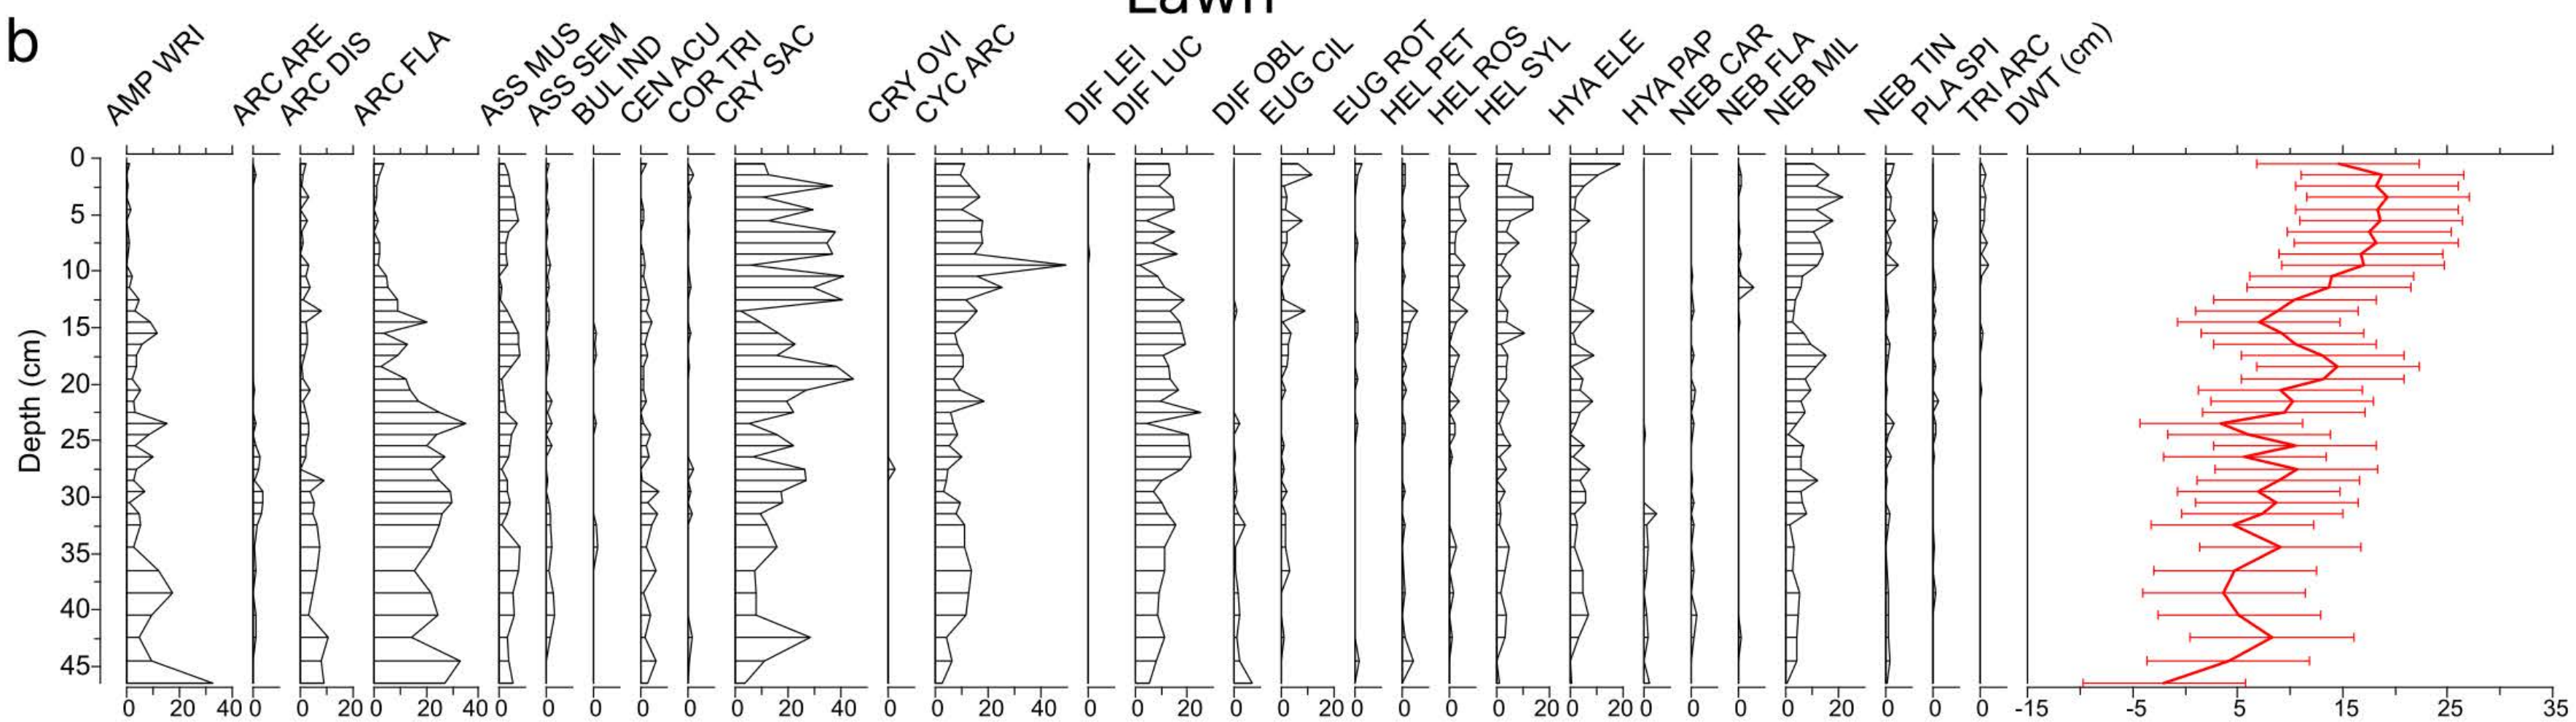 Lawn
b
AMP WRI
ARC ARE
ARC DIS
ARC FLA
ASS MUS
ASS SEM
BUL IND
CEN ACU
COR TRI
CRY SAC
CRY OVI
CYC ARC
DIF LEI
DIF LUC
DIF OBL
EUG CIL
EUG ROT
HEL PET
HEL ROS
HEL SYL
HYA ELE
HYA PAP
NEB CAR
NEB FLA
NEB MIL
NEB TIN
PLA SPI
TRI ARC
DWT (cm)
Depth (cm)
0
5
10
15
20
25
30
35
40
45
0 20 40 0 0 20 0 20 40 0 0 0 0 0 0 20 40 0 0 20 40 0 0 20 0 0 20 0 0 0 0 20 0 20 0 0 0 0 20 0 0 0 -15 -5 5 15 25 35